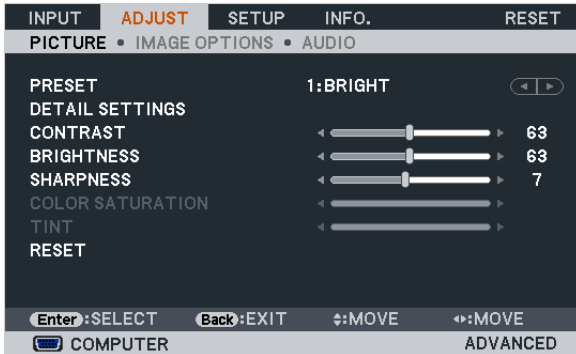 INPUT ADJUST SETUP INFO. RESET
PICTURE • IMAGE OPTIONS • AUDIO
PRESET 1:BRIGHT
DETAIL SETTINGS
CONTRAST 63
BRIGHTNESS 63
SHARPNESS 7
COLOR SATURATION
TINT
RESET
Enter:SELECT Back:EXIT :MOVE :MOVE
COMPUTER ADVANCED